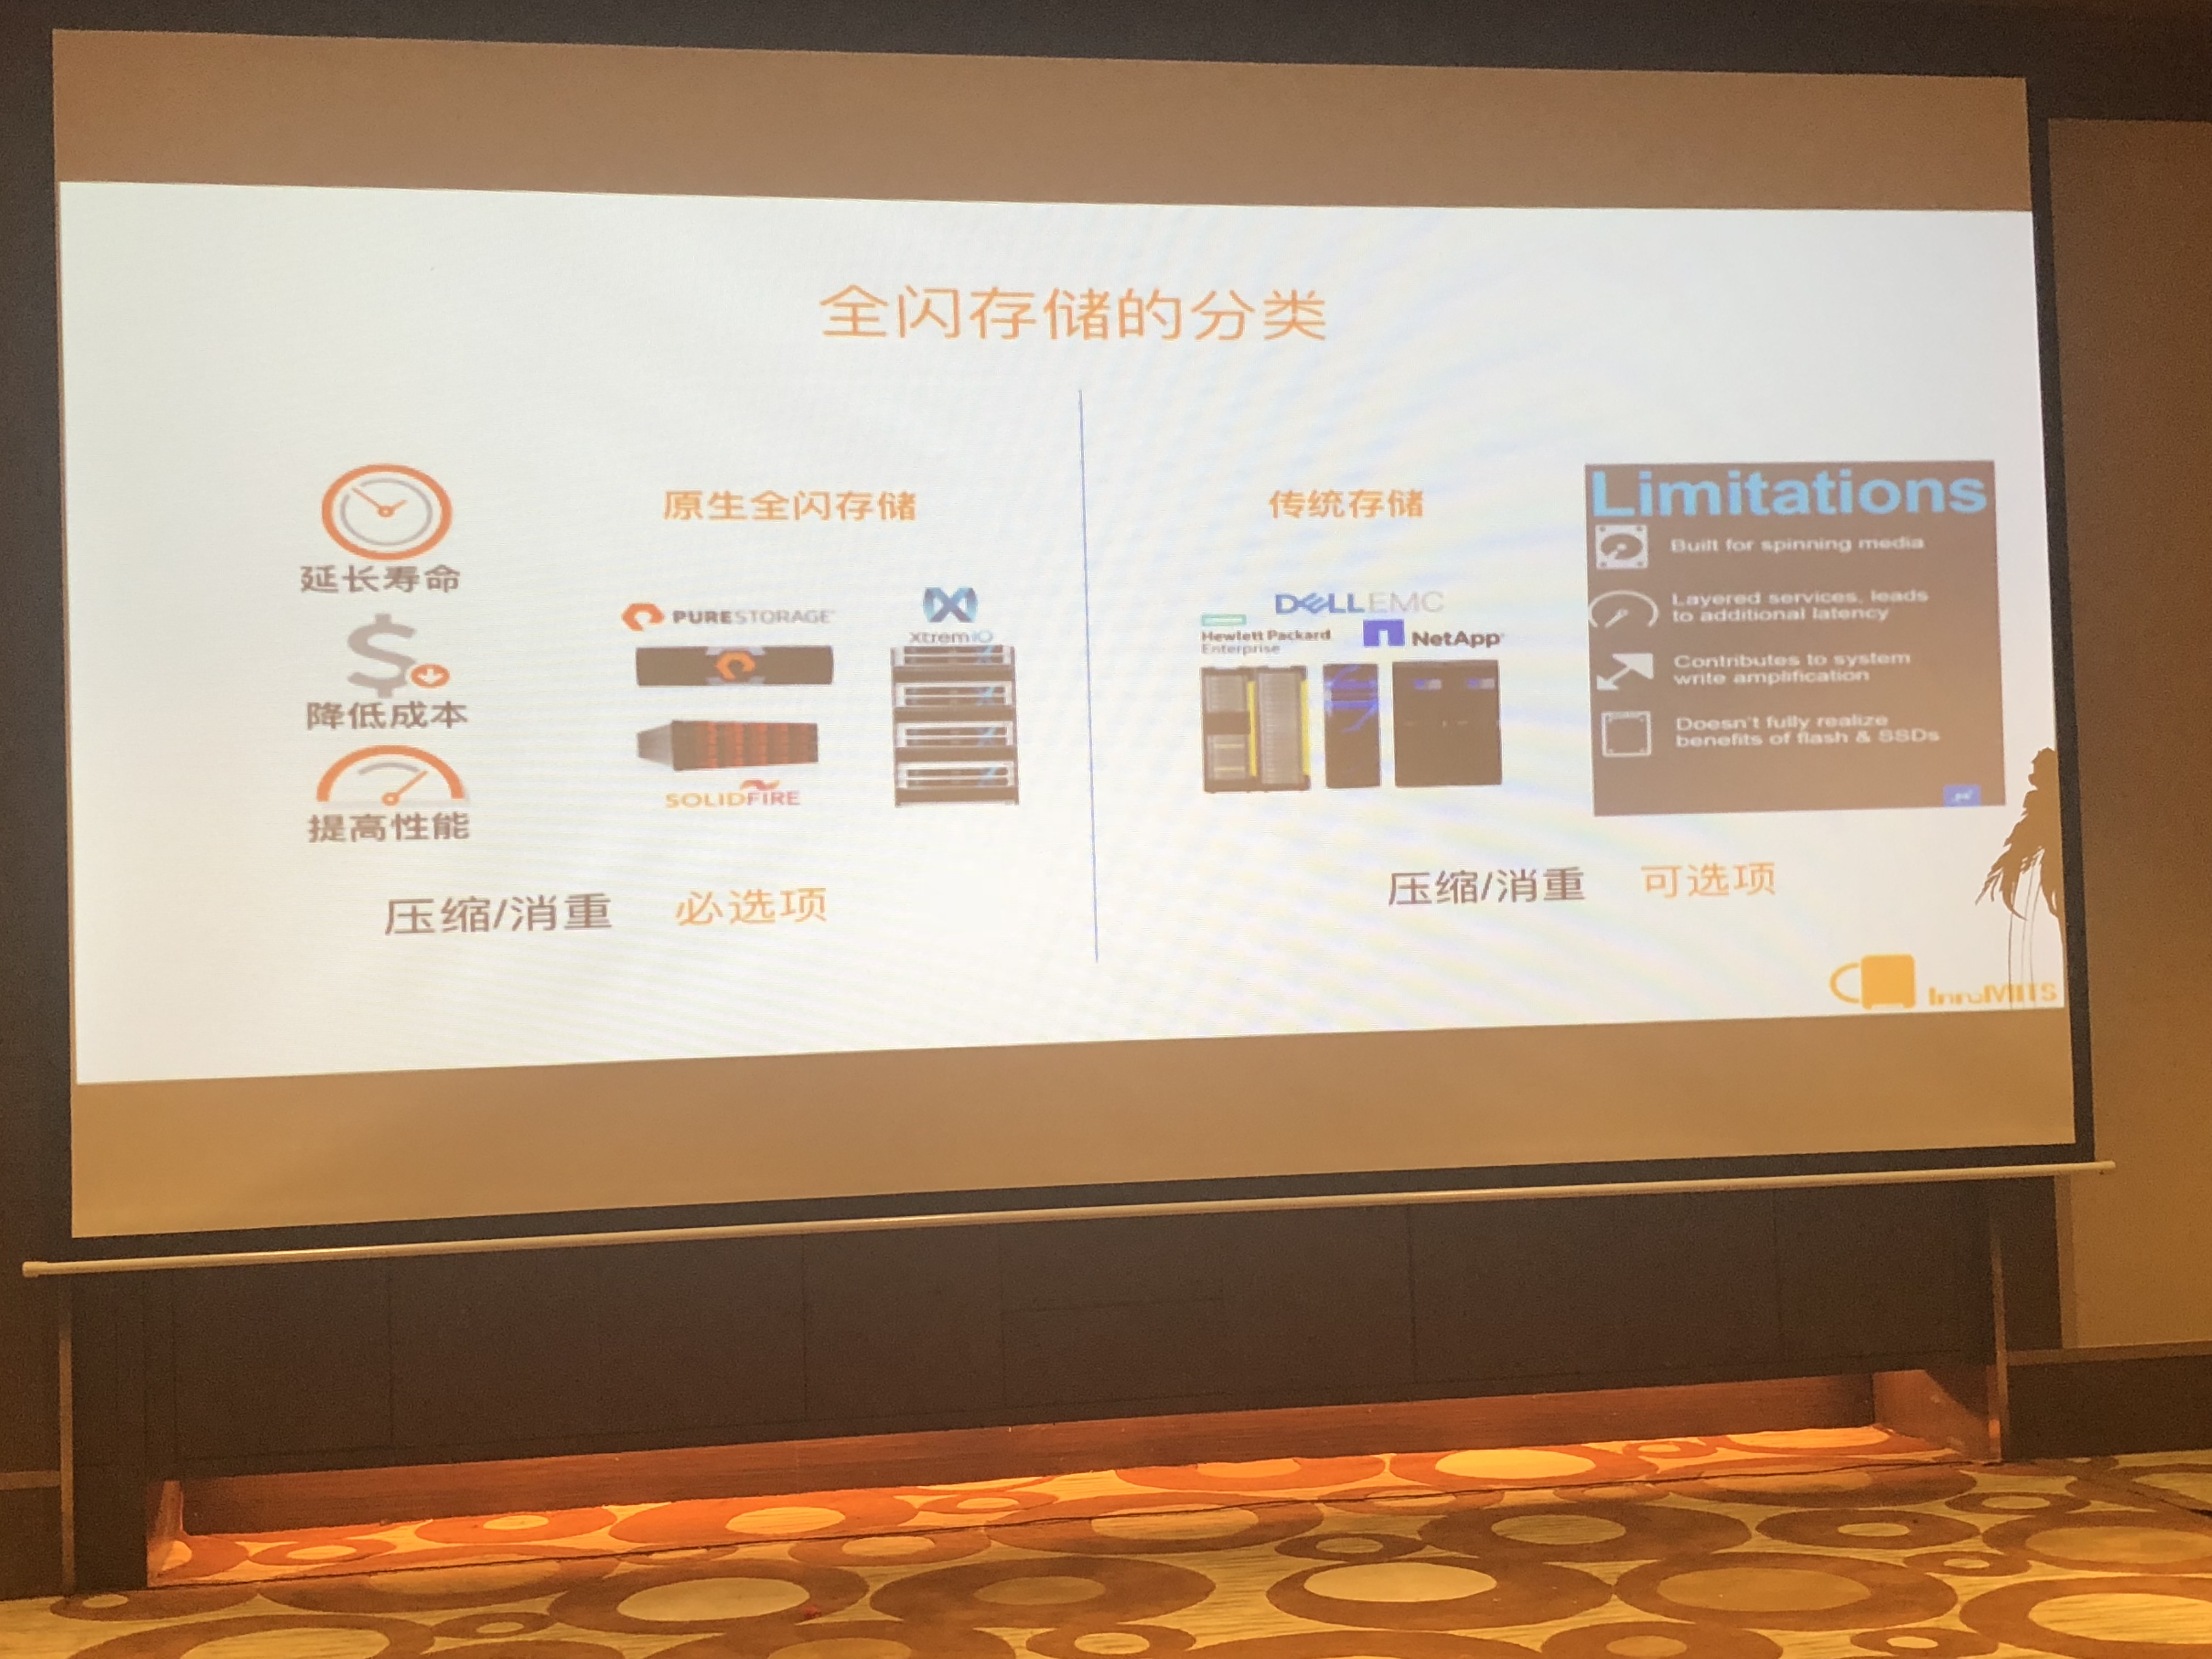 全闪存储的分类
延长寿命
降低成本
提高性能
原生全闪存储
PURESTORAGE
XtremIO
SOLIDFIRE
压缩/消重 必选项
传统存储
DELLEMC
Hewlett Packard
Enterprise
NetApp
Limitations
Built for spinning media
Layered services, leads
to additional latency
Contributes to system
write amplification
Doesn't fully realize
benefits of flash & SSDs
压缩/消重 可选项